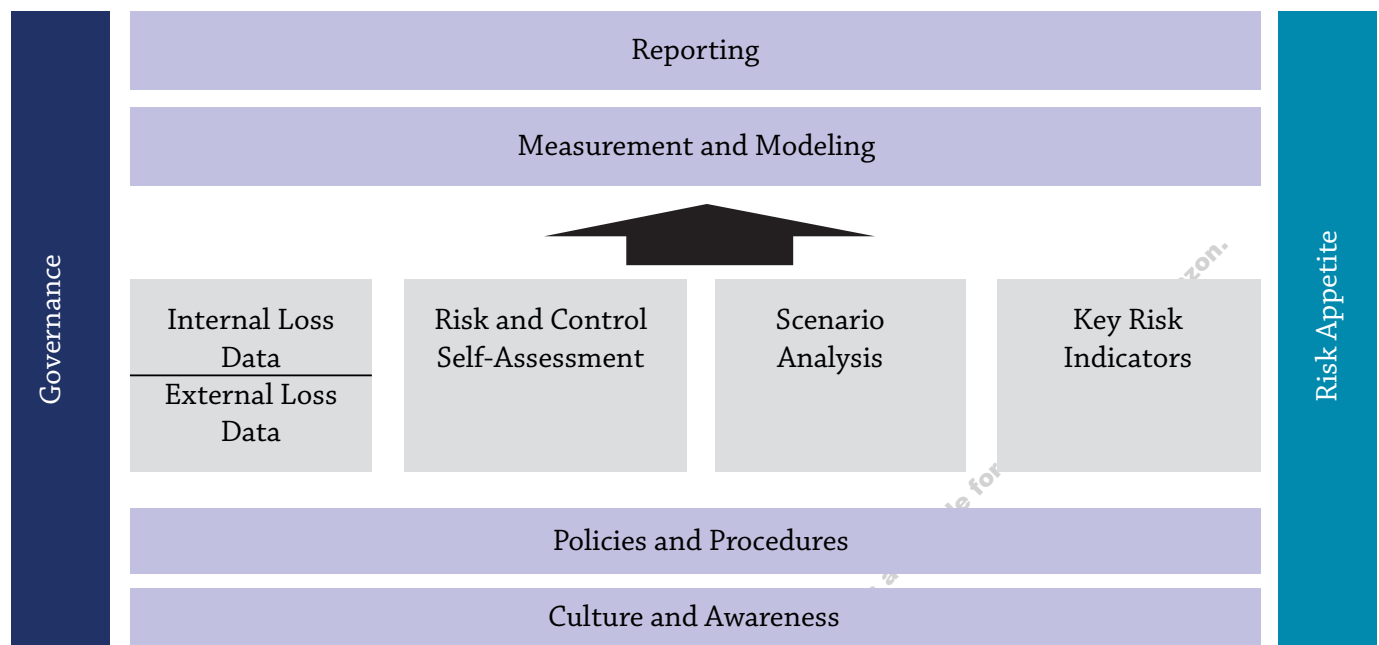 Reporting
Measurement and Modeling
Governance
Internal Loss
Data
External Loss
Data
Risk and Control
Self-Assessment
Scenario
Analysis
Key Risk
Indicators
Risk Appetite
Policies and Procedures
Culture and Awareness